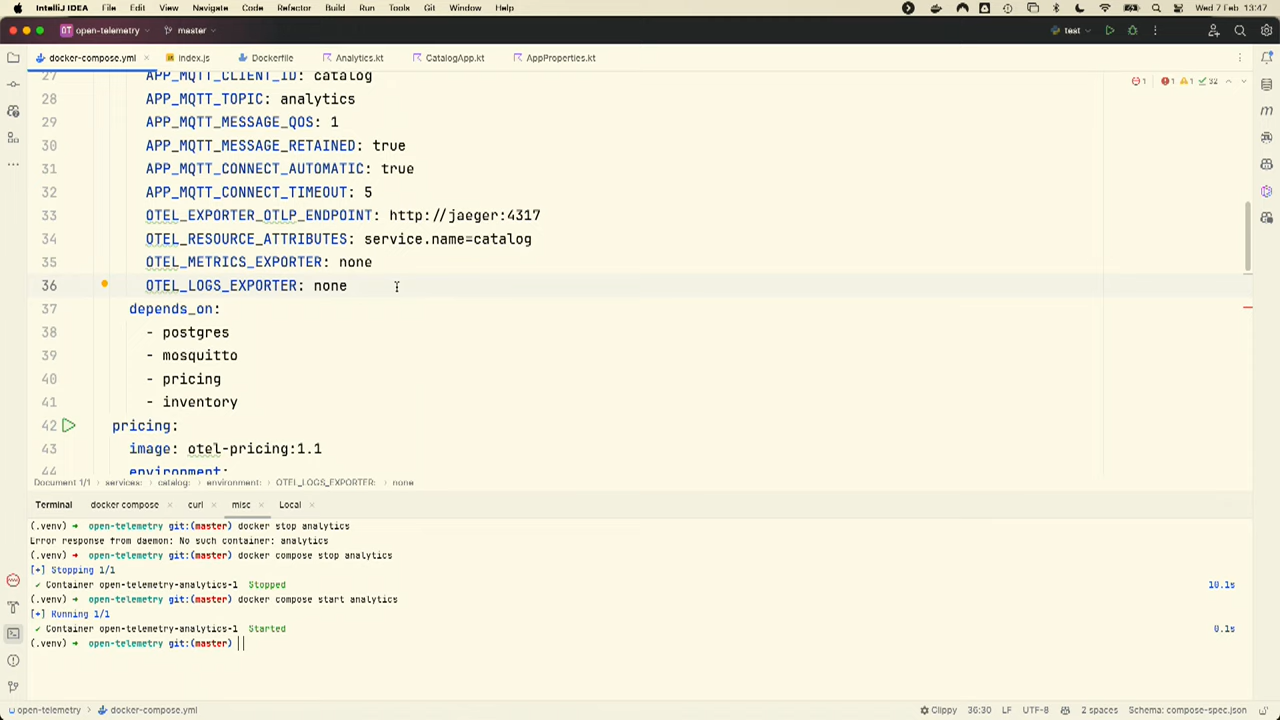 IntelliJ IDEA File Edit View Navigate Code Refactor Build Run Tools Git Window Help Wed 7 Feb 13:47
OT open-telemetry master test
docker-compose.yml index.js Dockerfile Analytics.kt CatalogApp.kt AppProperties.kt
27 APP_MQTT_CLIENT_ID: catalog
1 1 1 32
28 APP_MQTT_TOPIC: analytics
29 APP_MQTT_MESSAGE_QOS: 1
30 APP_MQTT_MESSAGE_RETAINED: true
31 APP_MQTT_CONNECT_AUTOMATIC: true
32 APP_MQTT_CONNECT_TIMEOUT: 5
33 OTEL_EXPORTER_OTLP_ENDPOINT: http://jaeger:4317
34 OTEL_RESOURCE_ATTRIBUTES: service.name=catalog
35 OTEL_METRICS_EXPORTER: none
36 OTEL_LOGS_EXPORTER: none
37 depends_on:
38 - postgres
39 - mosquitto
40 - pricing
41 - inventory
42 pricing:
43 image: otel-pricing:1.1
44 environment:
Document 1/1 services: catalog: environment: OTEL_LOGS_EXPORTER: none
Terminal docker compose curl misc Local
(.venv) ➜ open-telemetry git:(master) docker stop analytics
Error response from daemon: No such container: analytics
(.venv) ➜ open-telemetry git:(master) docker compose stop analytics
[+] Stopping 1/1
✔ Container open-telemetry-analytics-1 Stopped 10.1s
(.venv) ➜ open-telemetry git:(master) docker compose start analytics
[+] Running 1/1
✔ Container open-telemetry-analytics-1 Started 0.1s
(.venv) ➜ open-telemetry git:(master)
open-telemetry docker-compose.yml Clippy 36:30 LF UTF-8 2 spaces Schema: compose-spec.json